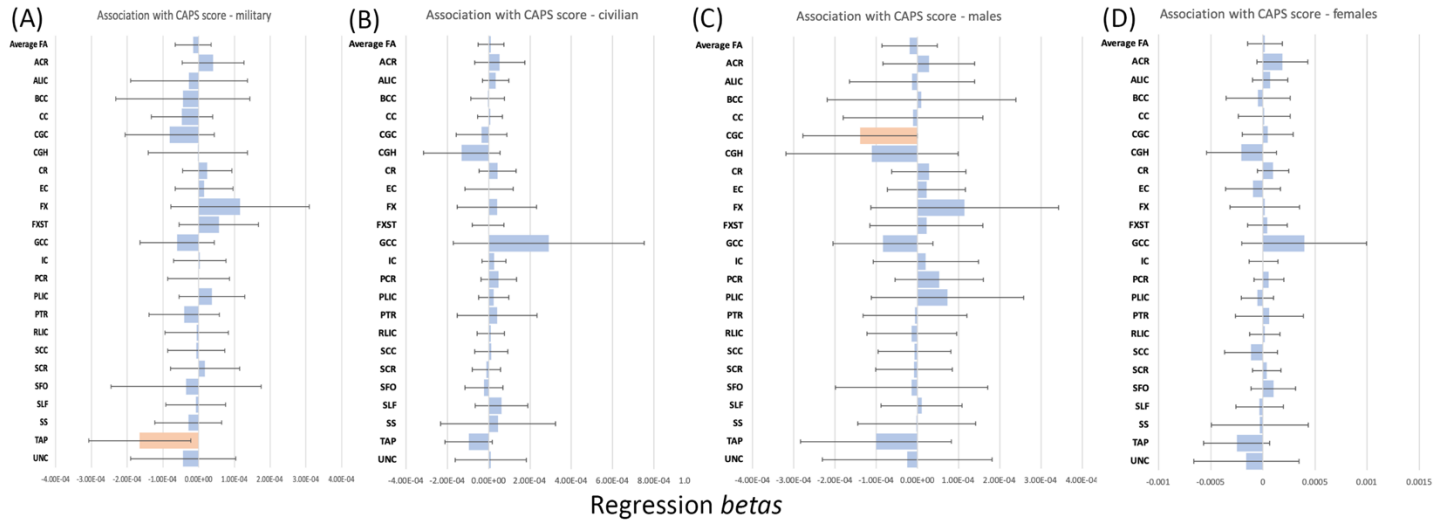 (A) Association with CAPS score - military
Average FA
ACR
ALIC
BCC
CC
CGC
CGH
CR
EC
FX
FXST
GCC
IC
PCR
PLIC
PTR
RLIC
SCC
SCR
SFO
SLF
SS
TAP
UNC
-4.00E-04 -3.00E-04 -2.00E-04 -1.00E-04 0.00E+00 1.00E-04 2.00E-04 3.00E-04 4.00E-04
(B) Association with CAPS score - civilian
Average FA
ACR
ALIC
BCC
CC
CGC
CGH
CR
EC
FX
FXST
GCC
IC
PCR
PLIC
PTR
RLIC
SCC
SCR
SFO
SLF
SS
TAP
UNC
-4.00E-04 -2.00E-04 0.00E+00 2.00E-04 4.00E-04 6.00E-04 8.00E-04 1.0
(C) Association with CAPS score - males
Average FA
ACR
ALIC
BCC
CC
CGC
CGH
CR
EC
FX
FXST
GCC
IC
PCR
PLIC
PTR
RLIC
SCC
SCR
SFO
SLF
SS
TAP
UNC
-4.00E-04 -3.00E-04 -2.00E-04 -1.00E-04 0.00E+00 1.00E-04 2.00E-04 3.00E-04 4.00E-04
(D) Association with CAPS score - females
Average FA
ACR
ALIC
BCC
CC
CGC
CGH
CR
EC
FX
FXST
GCC
IC
PCR
PLIC
PTR
RLIC
SCC
SCR
SFO
SLF
SS
TAP
UNC
-0.001 -0.0005 0 0.0005 0.001 0.0015
Regression betas